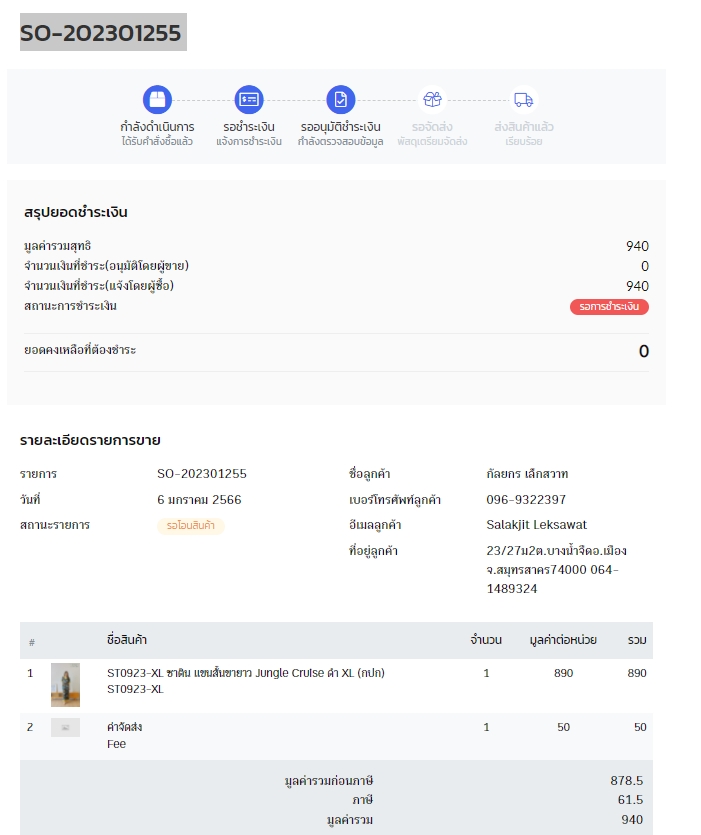 SO-202301255
กำลังดำเนินการ
ได้รับคำสั่งซื้อแล้ว
รอชำระเงิน
แจ้งการชำระเงิน
รออนุมัติชำระเงิน
กำลังตรวจสอบข้อมูล
รอจัดส่ง
พัสดุเตรียมจัดส่ง
ส่งสินค้าแล้ว
เรียบร้อย
สรุปยอดชำระเงิน
มูลค่ารวมสุทธิ 940
จำนวนเงินที่ชำระ(อนุมัติโดยผู้ขาย) 0
จำนวนเงินที่ชำระ(แจ้งโดยผู้ซื้อ) 940
สถานะการชำระเงิน รอการชำระเงิน
ยอดคงเหลือที่ต้องชำระ 0
รายละเอียดรายการขาย
รายการ SO-202301255
วันที่ 6 มกราคม 2566
สถานะรายการ รอโอนสินค้า
ชื่อลูกค้า กัลยกร เล็กสวาท
เบอร์โทรศัพท์ลูกค้า 096-9322397
อีเมลลูกค้า Salakjit Leksawat
ที่อยู่ลูกค้า 23/27ม2ต.บางน้ำจืดอ.เมือง
จ.สมุทรสาคร74000 064-
1489324
# ชื่อสินค้า จำนวน มูลค่าต่อหน่วย รวม
1 ST0923-XL ซาติน แขนสั้นขายาว Jungle Cruise ดำ XL (กปก) 1 890 890
ST0923-XL
2 ค่าจัดส่ง 1 50 50
Fee
มูลค่ารวมก่อนภาษี 878.5
ภาษี 61.5
มูลค่ารวม 940